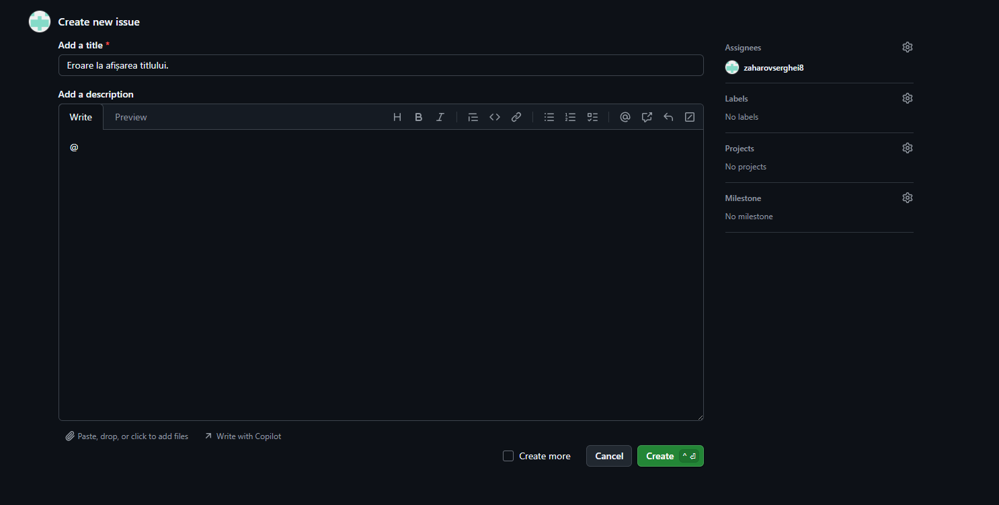 Create new issue
Add a title *
Eroare la afișarea titlului.
Add a description
Write
Preview
@
Paste, drop, or click to add files
Write with Copilot
Create more
Cancel
Create
Assignees
zaharovserghei8
Labels
No labels
Projects
No projects
Milestone
No milestone